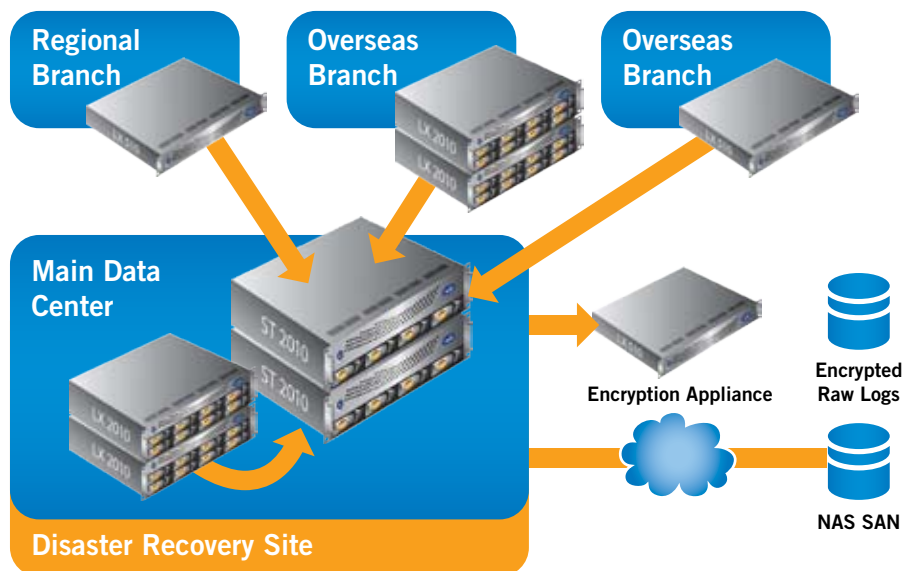 Regional
Branch
Overseas
Branch
Overseas
Branch
LX 2010
LX 2010
Main Data
Center
ST 2010
ST 2010
LX 2010
LX 2010
Encryption Appliance
Encrypted
Raw Logs
NAS SAN
Disaster Recovery Site